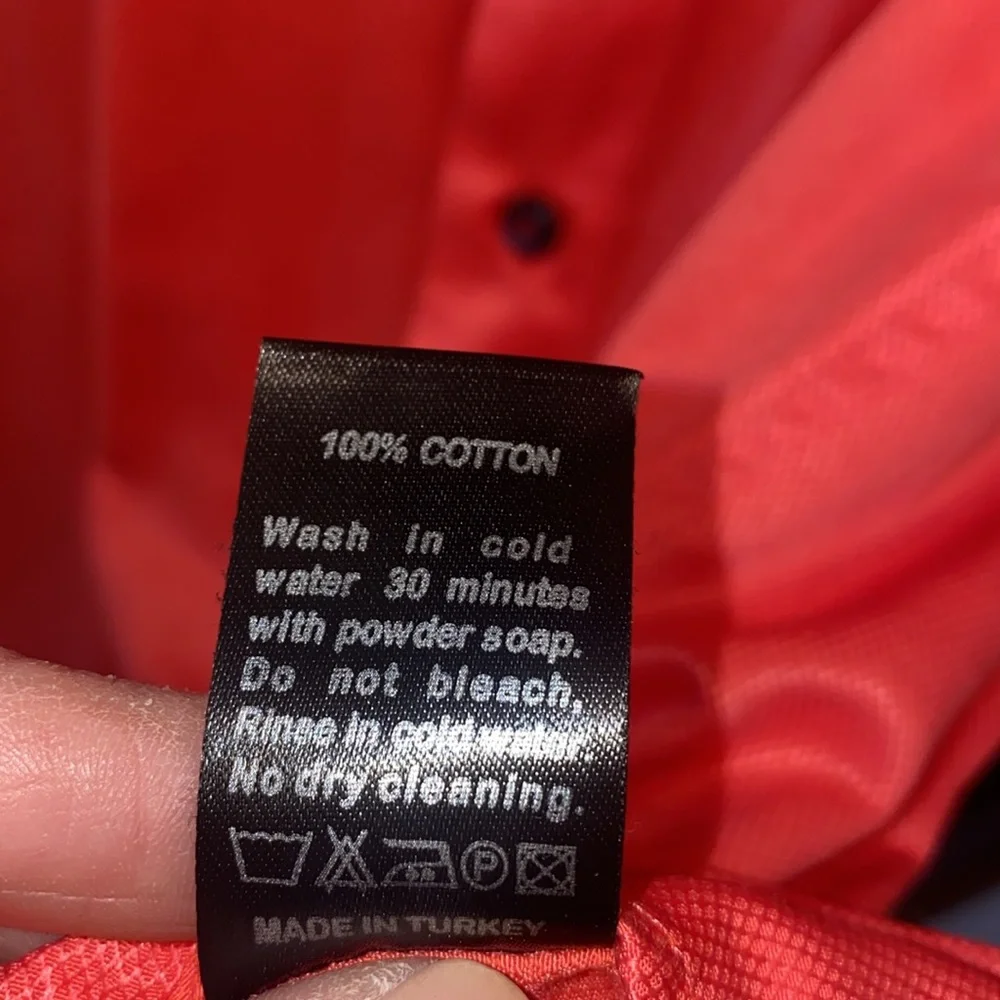 100% COTTON
Wash in cold
water 30 minutes
with powder soap.
Do not bleach.
Rinse in cold water
No dry cleaning.
P
MADE IN TURKEY